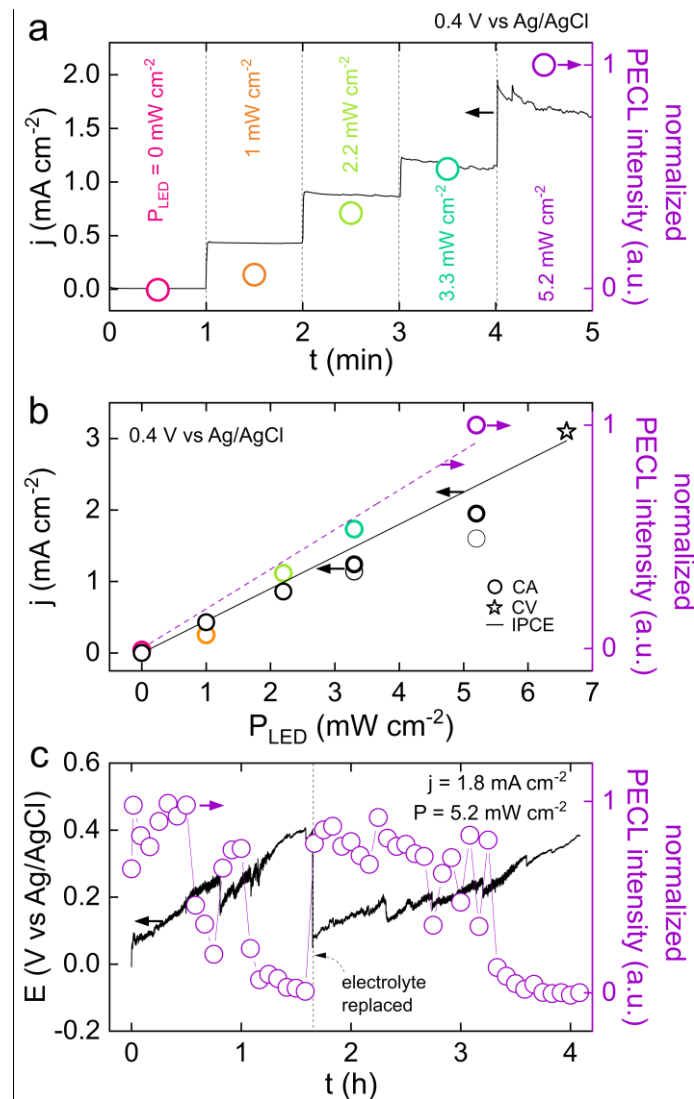 a
0.4 V vs Ag/AgCl
j (mA cm⁻²)
2.0
1.5
1.0
0.5
0.0
P_LED = 0 mW cm⁻²
1 mW cm⁻²
2.2 mW cm⁻²
3.3 mW cm⁻²
5.2 mW cm⁻²
1
0
normalized
PECL intensity (a.u.)
0 1 2 3 4 5
t (min)
b
0.4 V vs Ag/AgCl
j (mA cm⁻²)
3
2
1
0
CA
CV
IPCE
1
0
normalized
PECL intensity (a.u.)
0 1 2 3 4 5 6 7
P_LED (mW cm⁻²)
c
j = 1.8 mA cm⁻²
P = 5.2 mW cm⁻²
E (V vs Ag/AgCl)
0.6
0.4
0.2
0.0
-0.2
electrolyte
replaced
1
0
normalized
PECL intensity (a.u.)
0 1 2 3 4
t (h)